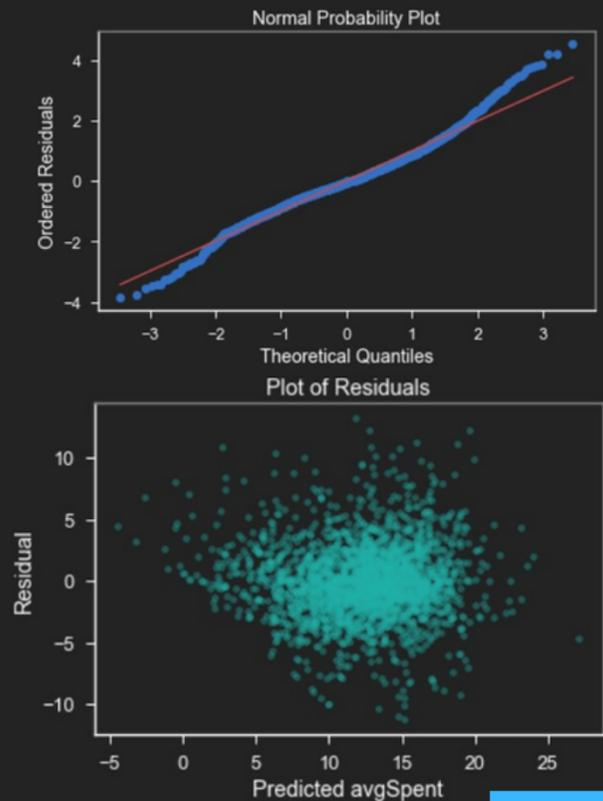 Normal Probability Plot
4
2
0
−2
−4
Ordered Residuals
−3 −2 −1 0 1 2 3
Theoretical Quantiles
Plot of Residuals
10
5
0
−5
−10
Residual
−5 0 5 10 15 20 25
Predicted avgSpent